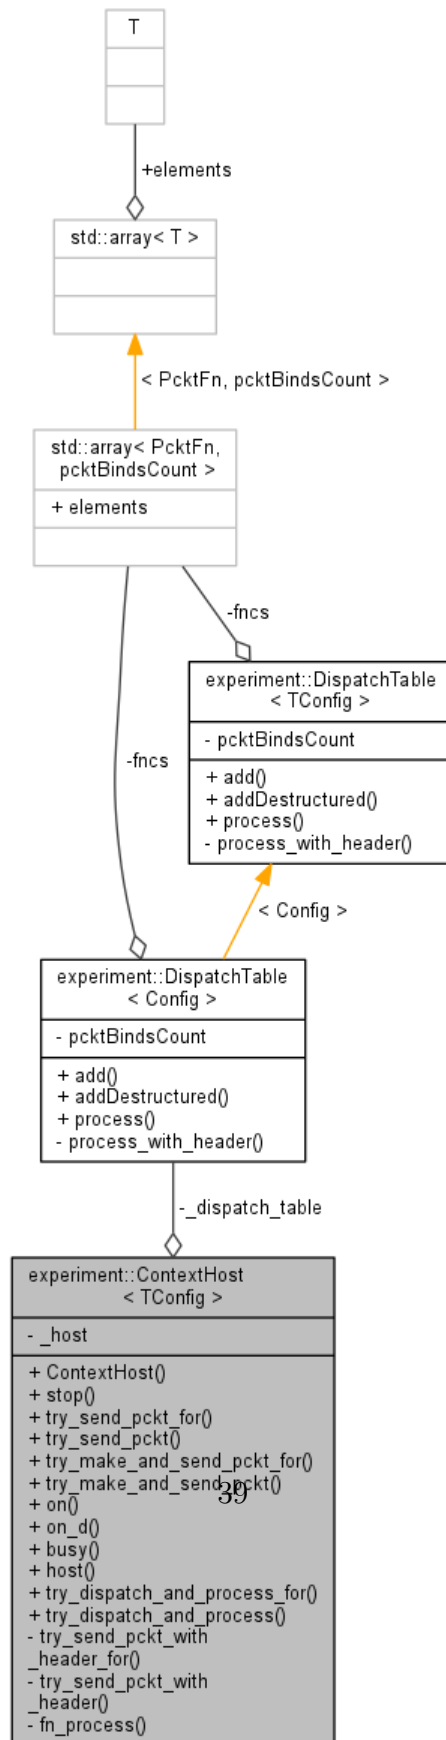 T
+elements
std::array< T >
< PcktFn, pcktBindsCount >
std::array< PcktFn,
pcktBindsCount >
+ elements
-fncs
experiment::DispatchTable
< TConfig >
- pcktBindsCount
+ add()
+ addDestructured()
+ process()
- process_with_header()
-fncs
< Config >
experiment::DispatchTable
< Config >
- pcktBindsCount
+ add()
+ addDestructured()
+ process()
- process_with_header()
-_dispatch_table
experiment::ContextHost
< TConfig >
- _host
+ ContextHost()
+ stop()
+ try_send_pckt_for()
+ try_send_pckt()
+ try_make_and_send_pckt_for()
+ try_make_and_send_pckt()
39
+ on()
+ on_d()
+ busy()
+ host()
+ try_dispatch_and_process_for()
+ try_dispatch_and_process()
- try_send_pckt_with
_header_for()
- try_send_pckt_with
_header()
- fn_process()